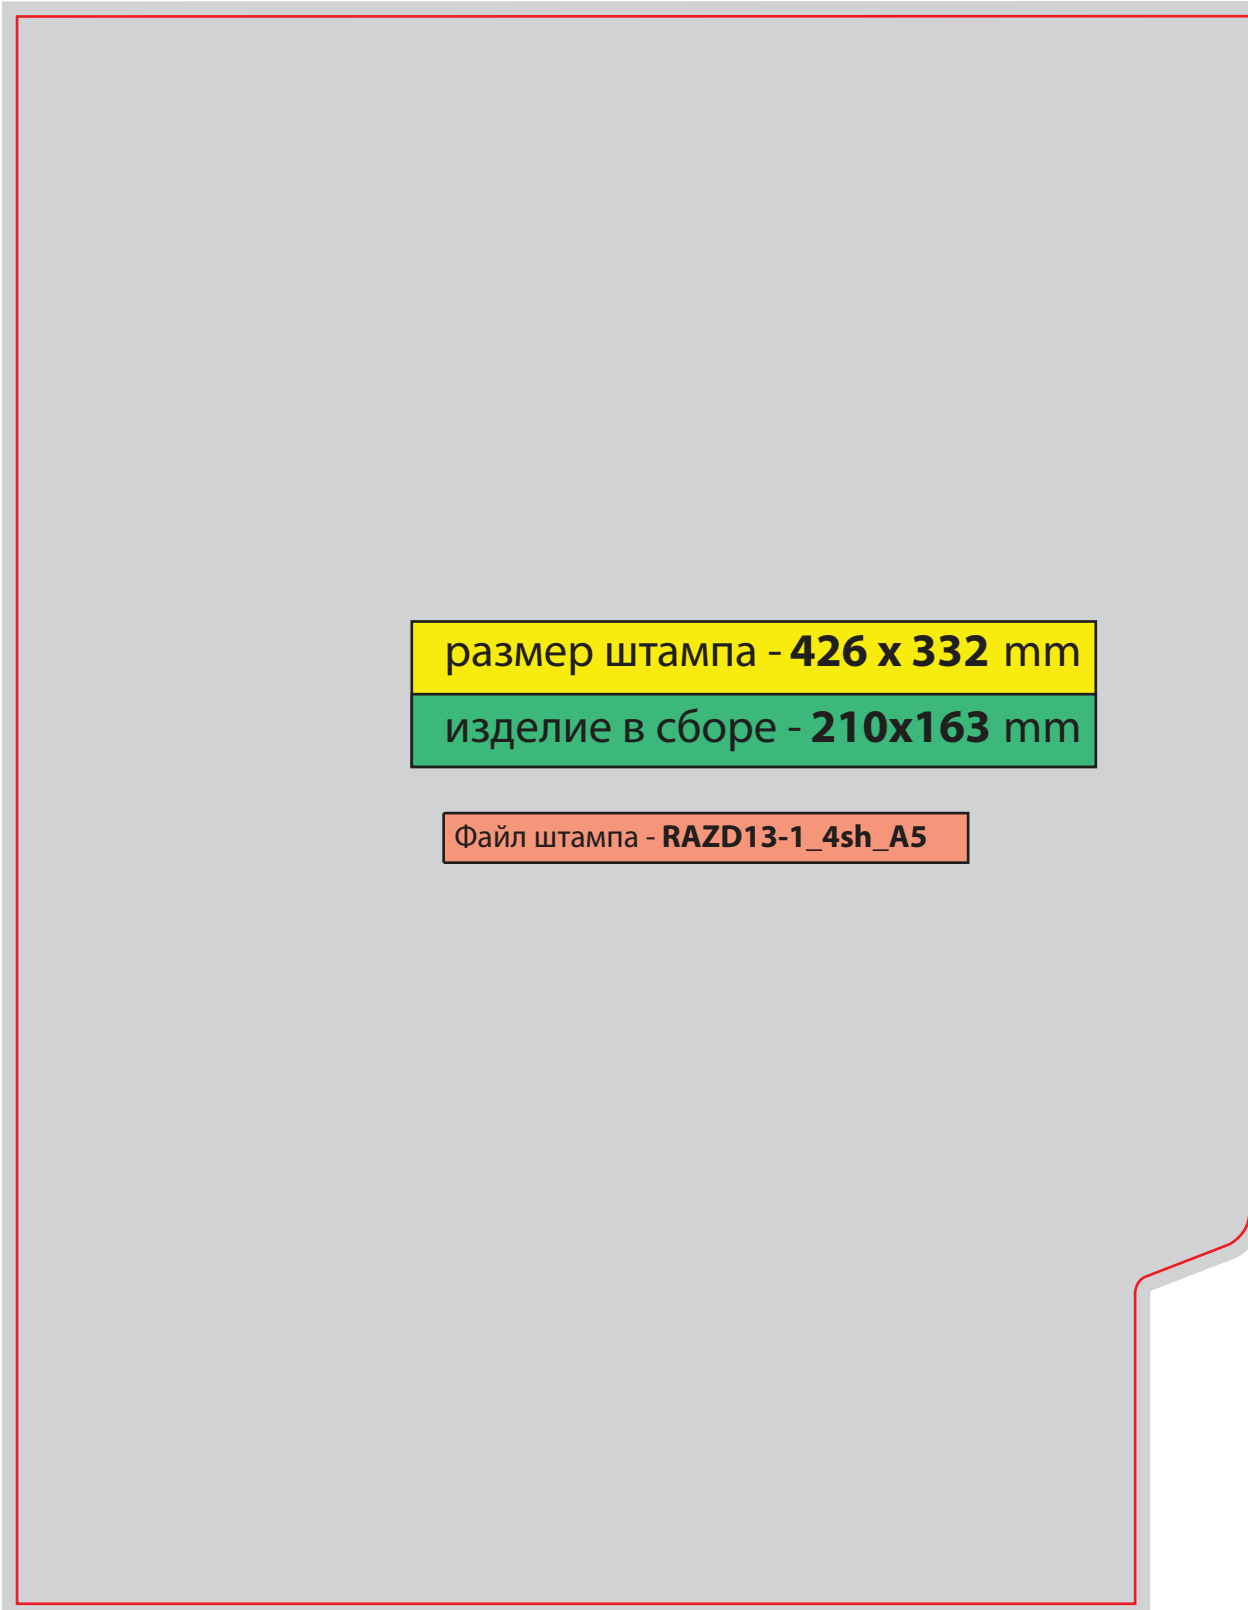 размер штампа - 426 x 332 mm
изделие в сборе - 210x163 mm
Файл штампа - RAZD13-1_4sh_A5